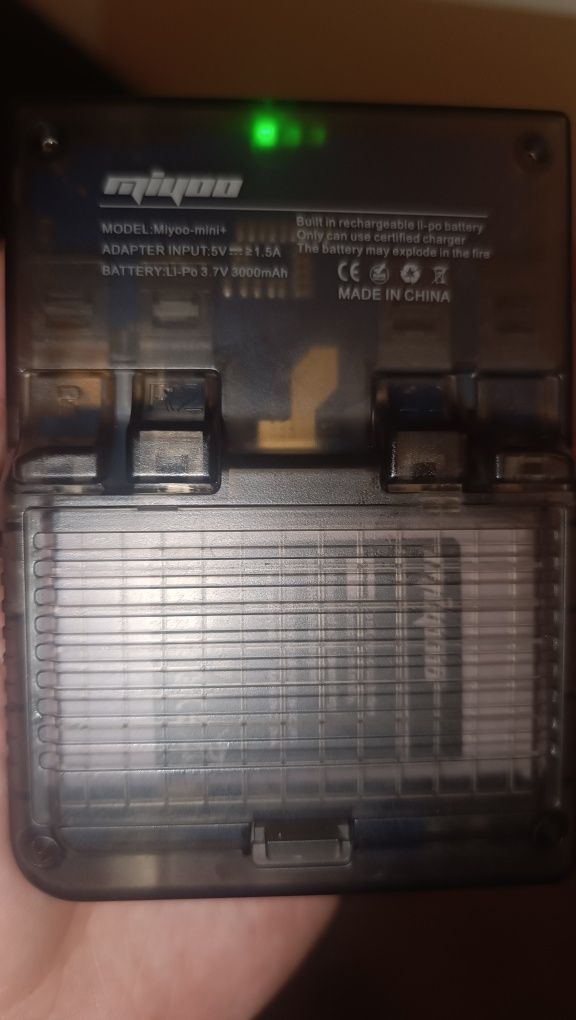 miyoo
MODEL:Miyoo-mini+
ADAPTER INPUT:5V⎓≥1.5A
BATTERY:LI-Po 3.7V 3000mAh
Built in rechargeable li-po battery
Only can use certified charger
The battery may explode in the fire
CE
MADE IN CHINA
R
R2